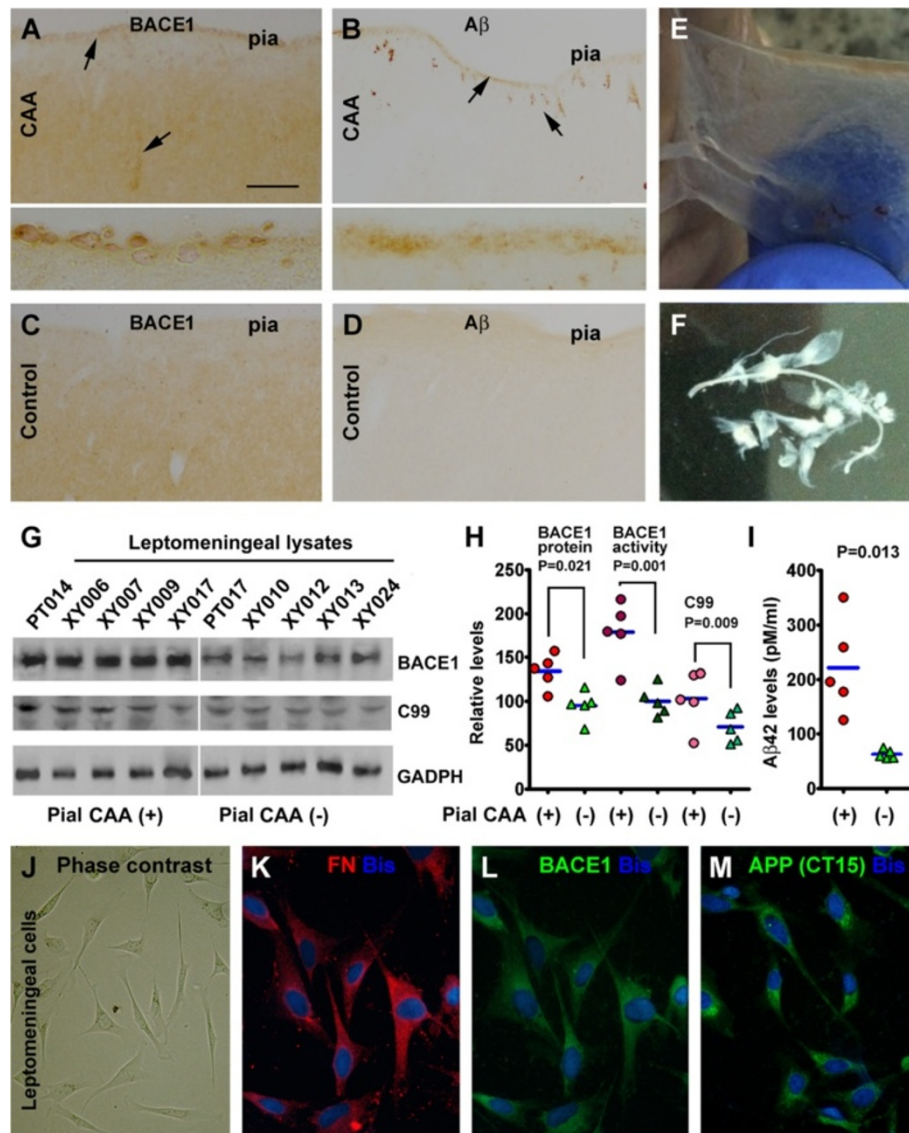 A
BACE1
pia
CAA
B
Aβ
pia
CAA
E
C
BACE1
pia
Control
D
Aβ
pia
Control
F
G
Leptomeningeal lysates
PT014 XY006 XY007 XY009 XY017 PT017 XY010 XY012 XY013 XY024
BACE1
C99
GADPH
Pial CAA (+) Pial CAA (-)
H
BACE1
protein
P=0.021
BACE1
activity
P=0.001
C99
P=0.009
Relative levels
250
200
150
100
50
0
Pial CAA (+) (-) (+) (-) (+) (-)
I
P=0.013
Aβ42 levels (pM/ml)
400
300
200
100
0
(+) (-)
J Phase contrast
Leptomeningeal cells
K FN Bis
L BACE1 Bis
M APP (CT15) Bis